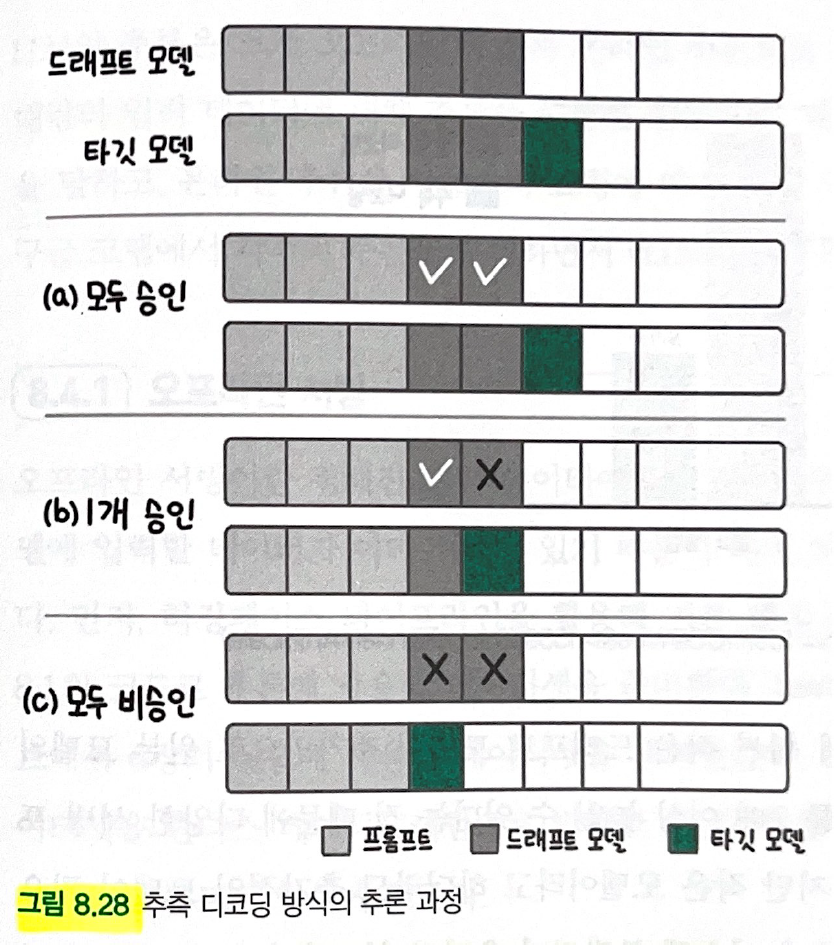 드래프트 모델
타깃 모델
(a) 모두 승인
(b) 1개 승인
(c) 모두 비승인
프롬프트 드래프트 모델 타깃 모델
그림 8.28 추측 디코딩 방식의 추론 과정